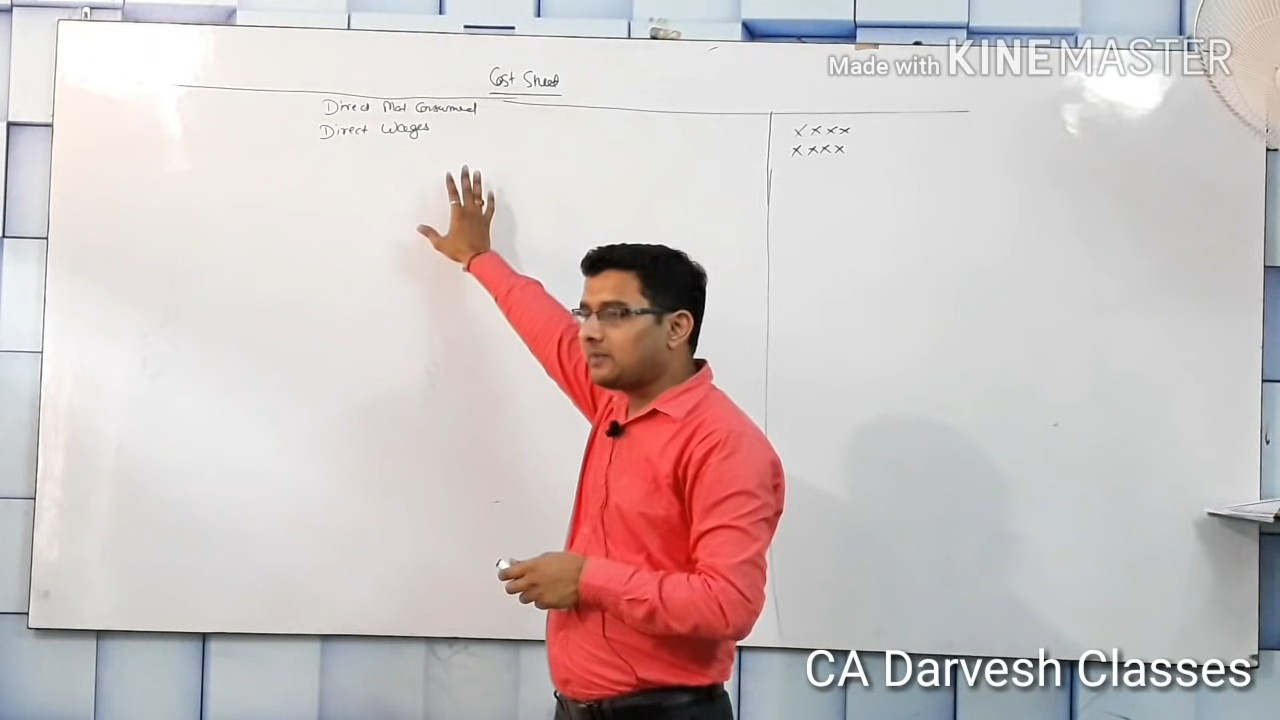 Made with KINEMASTER
Cost Sheet
Direct Mat Consumed
Direct Wages
xxxx
xxxx
CA Darvesh Classes